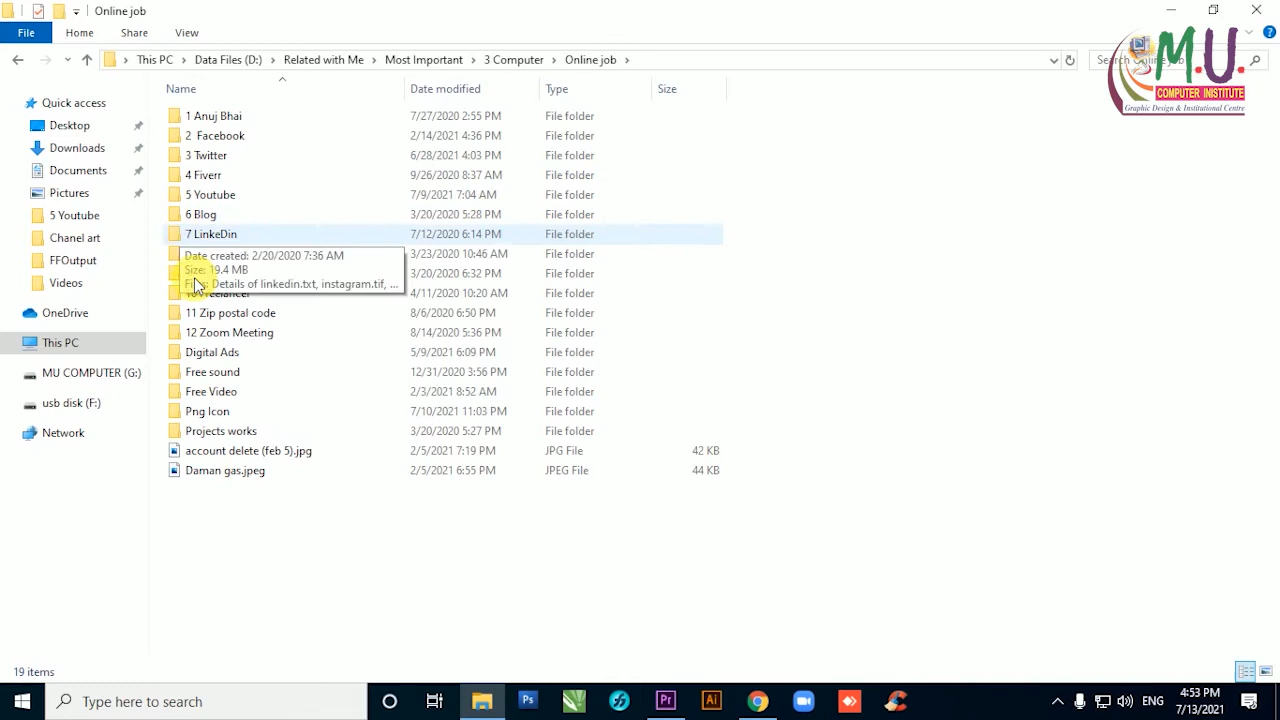 Online job
File Home Share View
This PC Data Files (D:) Related with Me Most Important 3 Computer Online job
M.U.
COMPUTER INSTITUTE
Graphic Design & Institutional Centre
Name Date modified Type Size
Quick access
Desktop
Downloads
Documents
Pictures
5 Youtube
Chanel art
FFOutput
Videos
OneDrive
This PC
MU COMPUTER (G:)
usb disk (F:)
Network
1 Anuj Bhai 7/27/2020 2:55 PM File folder
2 Facebook 2/14/2021 4:36 PM File folder
3 Twitter 6/28/2021 4:03 PM File folder
4 Fiverr 9/26/2020 8:37 AM File folder
5 Youtube 7/9/2021 7:04 AM File folder
6 Blog 3/20/2020 5:28 PM File folder
7 LinkeDin 7/12/2020 6:14 PM File folder
3/23/2020 10:46 AM File folder
Date created: 2/20/2020 7:36 AM
Size: 19.4 MB
Files: Details of linkedin.txt, instagram.tif, ...
3/20/2020 6:32 PM File folder
4/11/2020 10:20 AM File folder
11 Zip postal code 8/6/2020 6:50 PM File folder
12 Zoom Meeting 8/14/2020 5:36 PM File folder
Digital Ads 5/9/2021 6:09 PM File folder
Free sound 12/31/2020 3:56 PM File folder
Free Video 2/3/2021 8:52 AM File folder
Png Icon 7/10/2021 11:03 PM File folder
Projects works 3/20/2020 5:27 PM File folder
account delete (feb 5).jpg 2/5/2021 7:19 PM JPG File 42 KB
Daman gas.jpeg 2/5/2021 6:55 PM JPEG File 44 KB
19 items
Type here to search
Ps
Pr
Ai
ENG
4:53 PM
7/13/2021